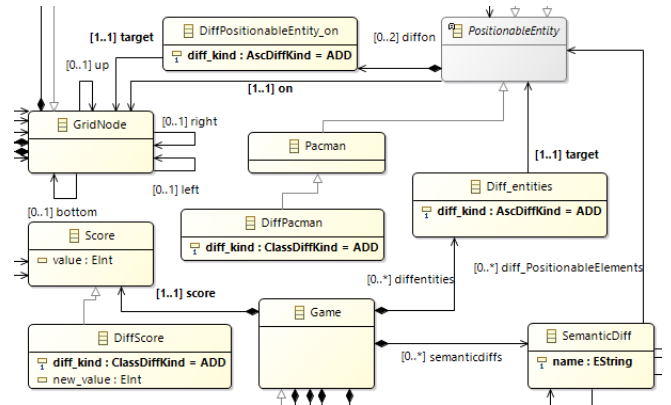 DiffPositionableEntity_on
diff_kind : AscDiffKind = ADD
[1..1] target
[0..2] diffon
PositionableEntity
[0..1] up
[1..1] on
GridNode
[0..1] right
Pacman
[1..1] target
[0..1] left
Diff_entities
diff_kind : AscDiffKind = ADD
[0..1] bottom
DiffPacman
diff_kind : ClassDiffKind = ADD
Score
value : EInt
[0..*] diff_PositionableElements
[0..*] diffentities
[1..1] score
Game
DiffScore
diff_kind : ClassDiffKind = ADD
new_value : EInt
[0..*] semanticdiffs
SemanticDiff
name : EString